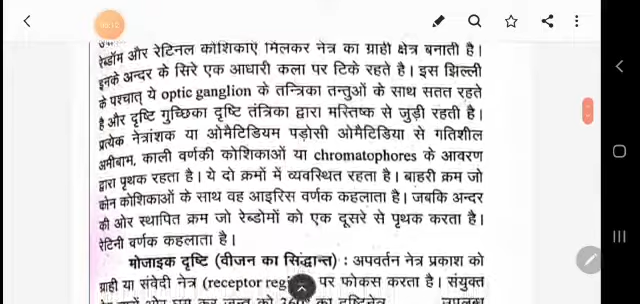 रेब्डॉम और रेटिनल कोशिकाएं मिलकर नेत्र का ग्राही क्षेत्र बनाती है।
इनके अन्दर के सिरे एक आधारी कला पर टिके रहते है। इस झिल्ली
के पश्चात् ये optic ganglion के तन्त्रिका तन्तुओं के साथ सतत रहते
है और दृष्टि गुच्छिका दृष्टि तंत्रिका द्वारा मस्तिष्क से जुड़ी रहती है।
प्रत्येक नेत्रांशक या ओमैटिडियम पड़ोसी ओमैटिडिया से गतिशील
अमीबाम, काली वर्णकी कोशिकाओं या chromatophores के आवरण
द्वारा पृथक रहता है। ये दो क्रमों में व्यवस्थित रहता है। बाहरी क्रम जो
कोन कोशिकाओं के साथ वह आइरिस वर्णक कहलाता है। जबकि अन्दर
की ओर स्थापित क्रम जो रेब्डोमों को एक दूसरे से पृथक करता है।
रेटिनी वर्णक कहलाता है।
मोजाइक दृष्टि (वीजन का सिद्धान्त) : अपवर्तन नेत्र प्रकाश को
ग्राही या संवेदी नेत्र (receptor पर फोकस करता है। संयुक्त